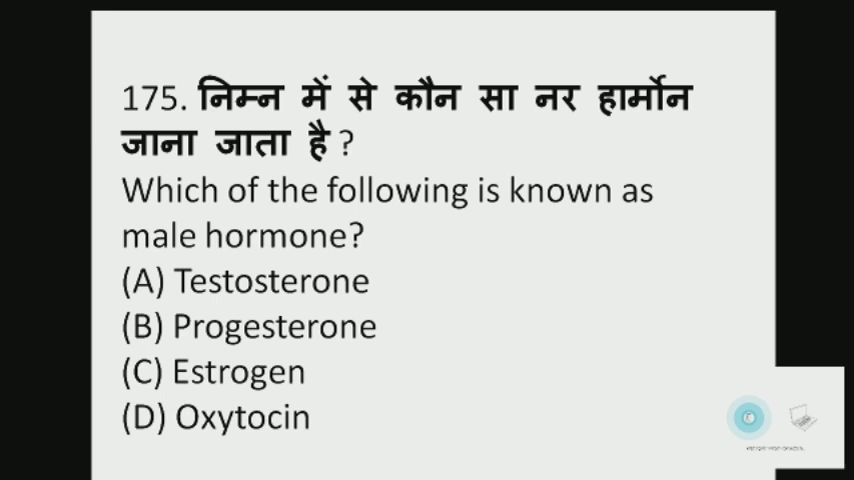 175. निम्न में से कौन सा नर हार्मोन
जाना जाता है ?
Which of the following is known as
male hormone?
(A) Testosterone
(B) Progesterone
(C) Estrogen
(D) Oxytocin